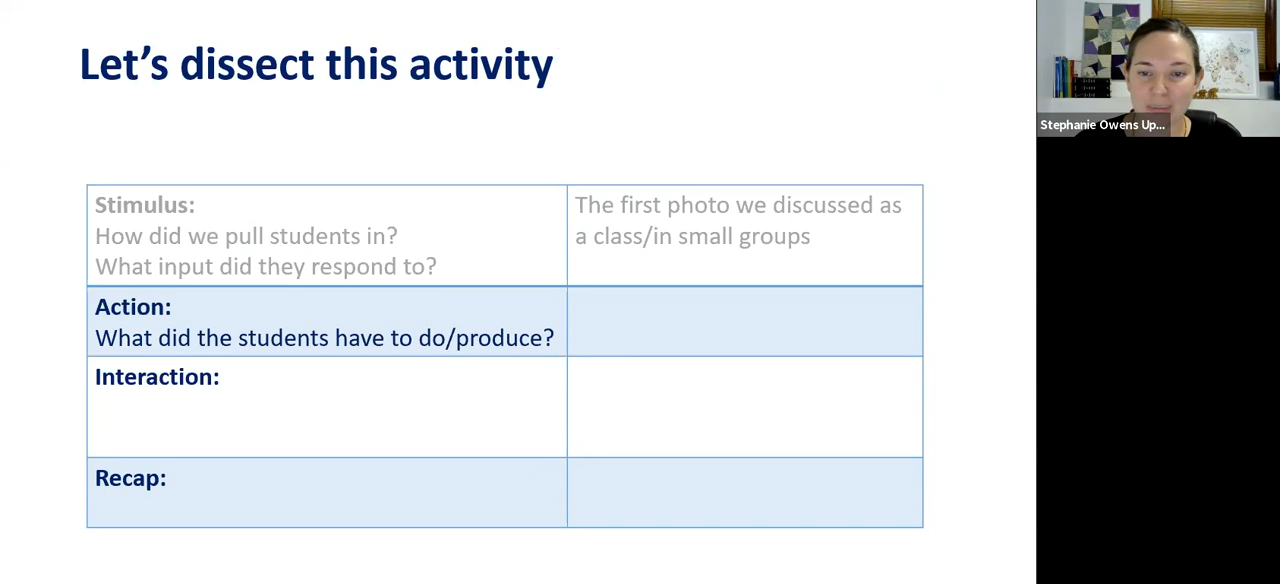 Let’s dissect this activity
Stephanie Owens Up...
Stimulus:
How did we pull students in?
What input did they respond to?
The first photo we discussed as
a class/in small groups
Action:
What did the students have to do/produce?
Interaction:
Recap: